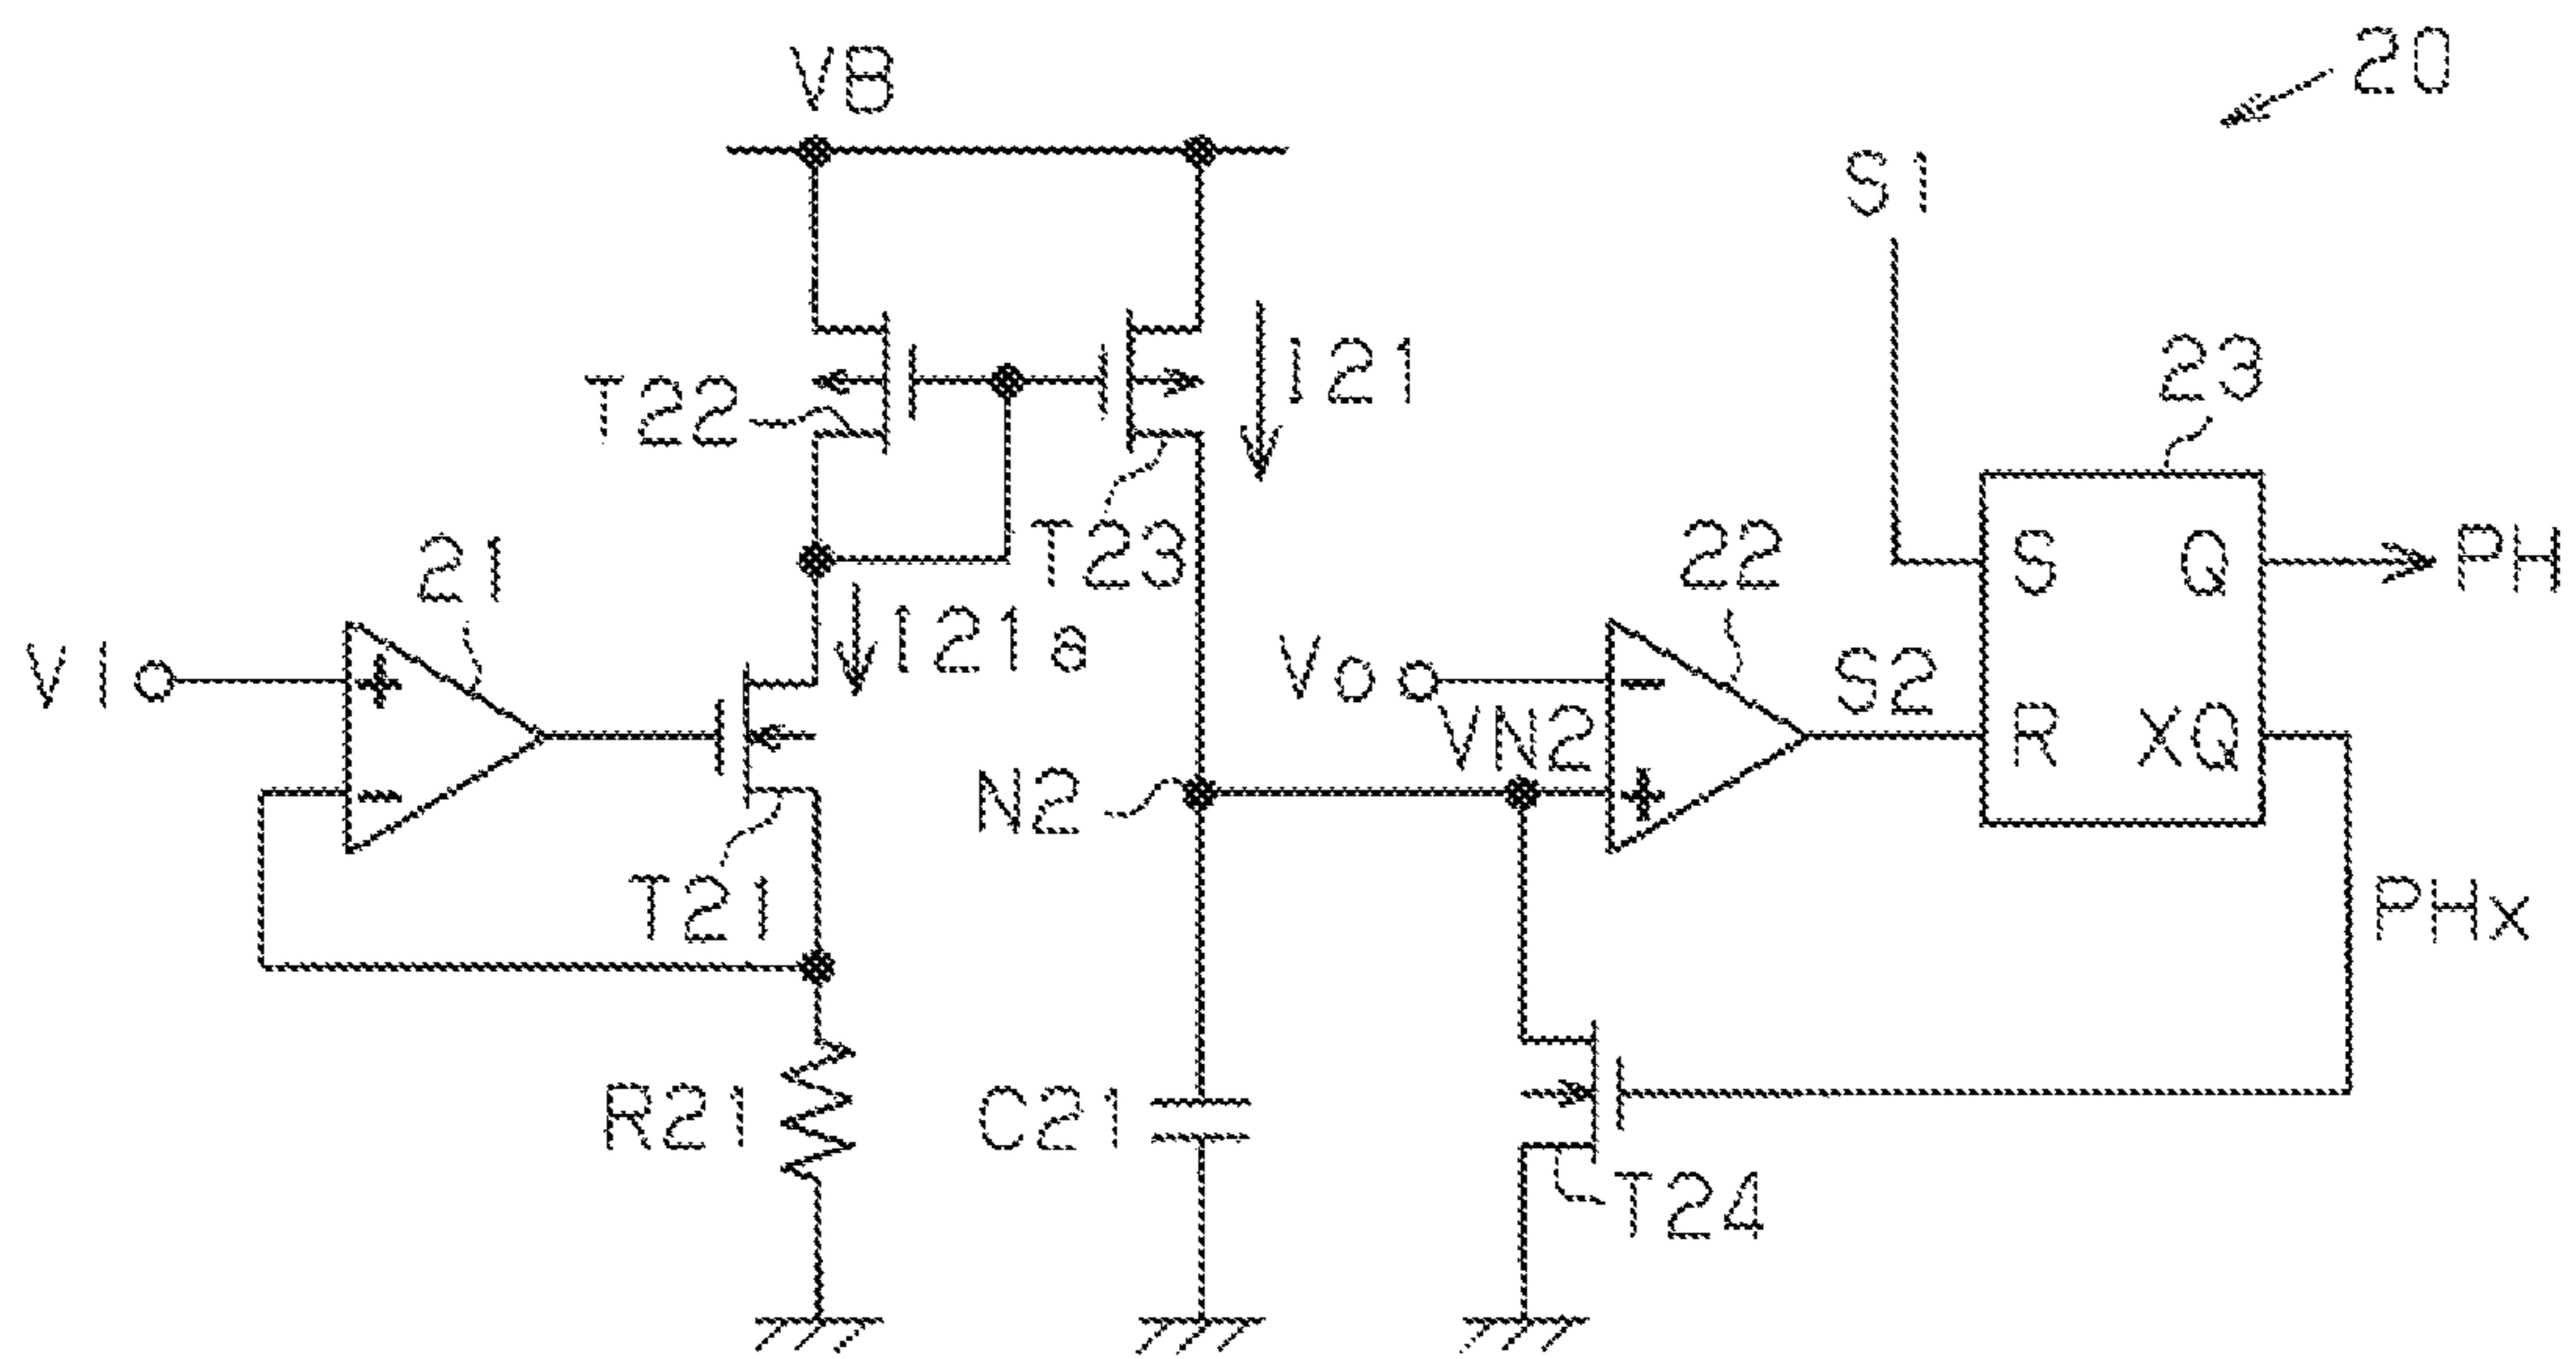 VB
20
S1
T22
I21
23
T23
21
22
S
Q
PH
I21a
VI
+
Vo
-
S2
VN2
R
XQ
N2
-
+
T21
PHx
R21
C21
T24